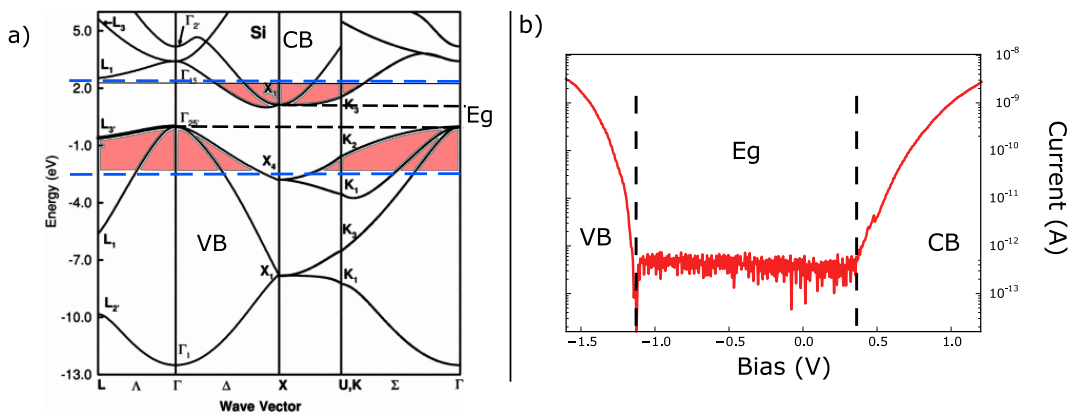 a)
Si
CB
VB
Eg
L₃
Γ₂'
L₁
Γ₁₅
X₁
K₃
L₃'
Γ₂₅'
K₂
X₄
K₁
L₁
K₃
X₁
K₁
L₂'
Γ₁
5.0
2.0
-1.0
-4.0
-7.0
-10.0
-13.0
Energy (eV)
L Λ Γ Δ X U,K Σ Γ
Wave Vector
b)
VB
Eg
CB
10⁻⁸
10⁻⁹
10⁻¹⁰
10⁻¹¹
10⁻¹²
10⁻¹³
Current (A)
−1.5 −1.0 −0.5 0.0 0.5 1.0
Bias (V)